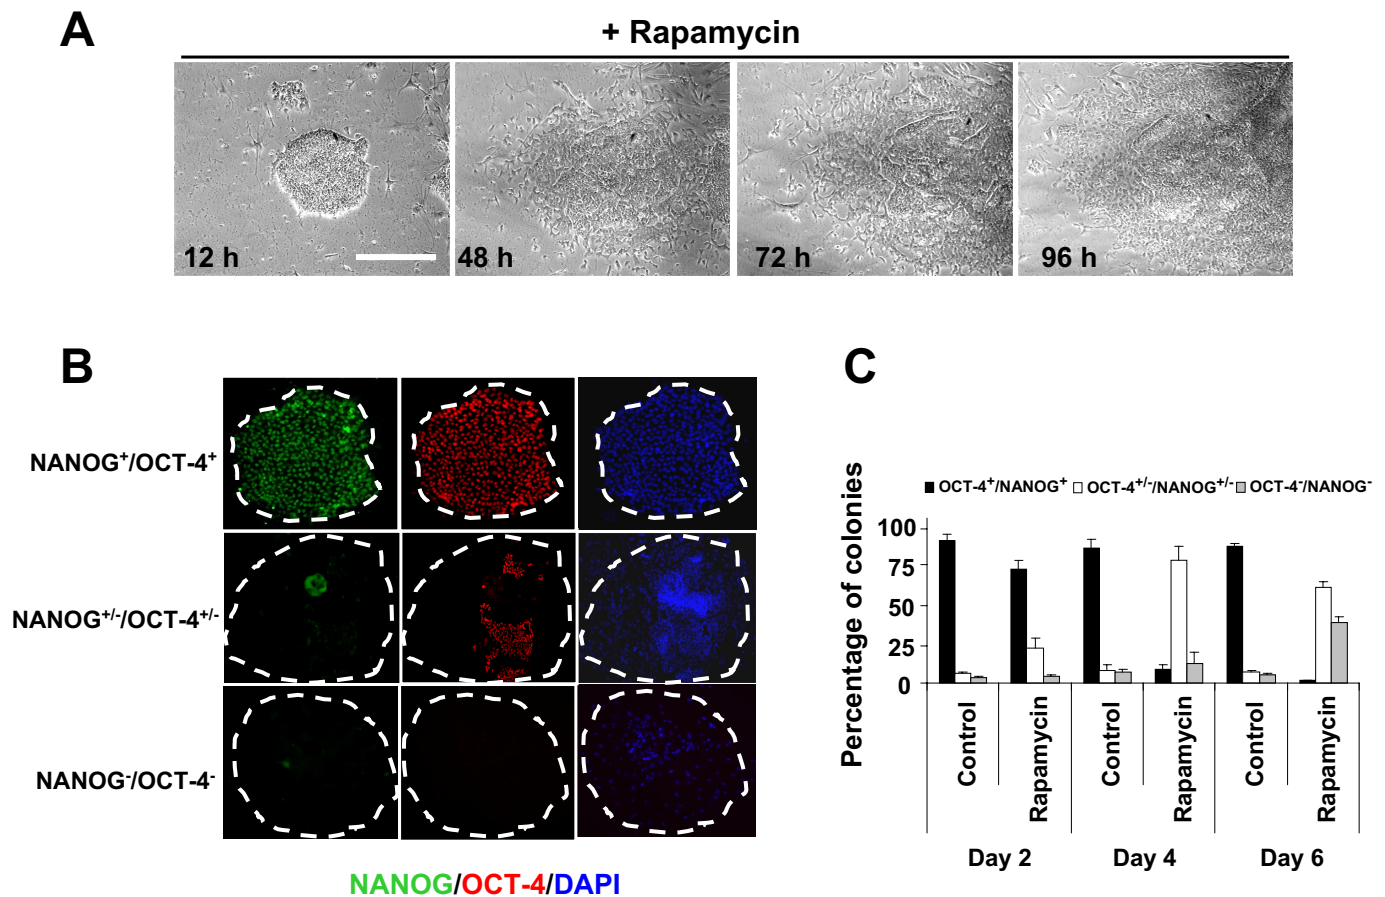 A
+ Rapamycin
12 h
48 h
72 h
96 h
B
NANOG⁺/OCT-4⁺
NANOG⁺/⁻/OCT-4⁺/⁻
NANOG⁻/OCT-4⁻
NANOG/OCT-4/DAPI
C
OCT-4⁺/NANOG⁺ OCT-4⁺/⁻/NANOG⁺/⁻ OCT-4⁻/NANOG⁻
Percentage of colonies
100
75
50
25
0
Control Rapamycin Control Rapamycin Control Rapamycin
Day 2 Day 4 Day 6